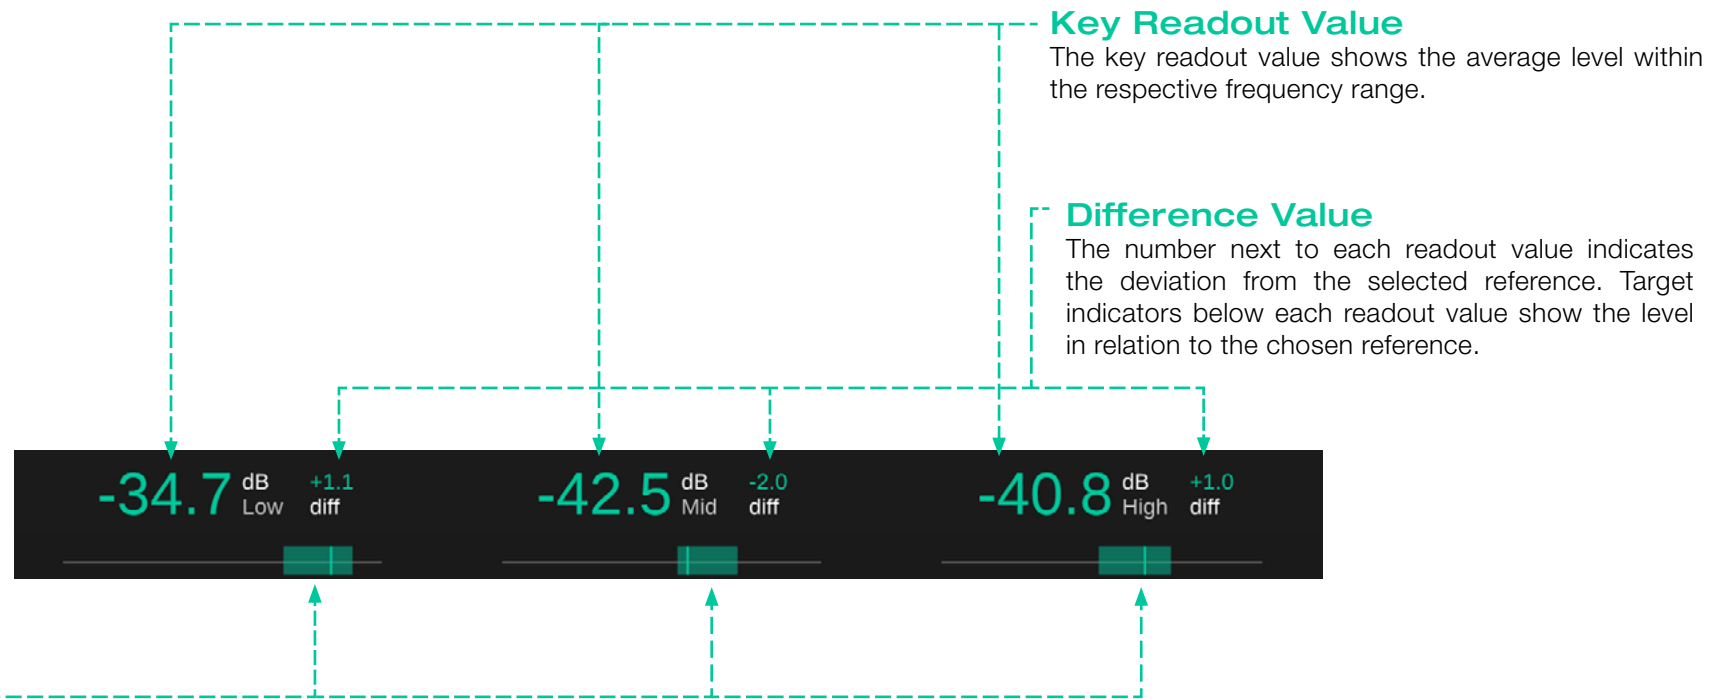 Key Readout Value
The key readout value shows the average level within
the respective frequency range.
Difference Value
The number next to each readout value indicates
the deviation from the selected reference. Target
indicators below each readout value show the level
in relation to the chosen reference.
-34.7 dB Low +1.1 diff
-42.5 dB Mid -2.0 diff
-40.8 dB High +1.0 diff